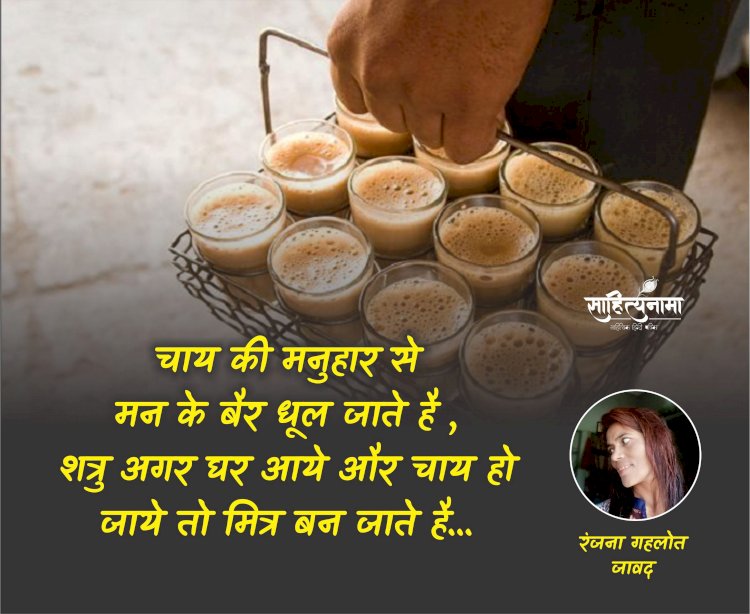 साहित्यनामा
चाय की मनुहार से
मन के बैर धूल जाते है ,
शत्रु अगर घर आये और चाय हो
जाये तो मित्र बन जाते है...
रंजना गहलोत
जावद